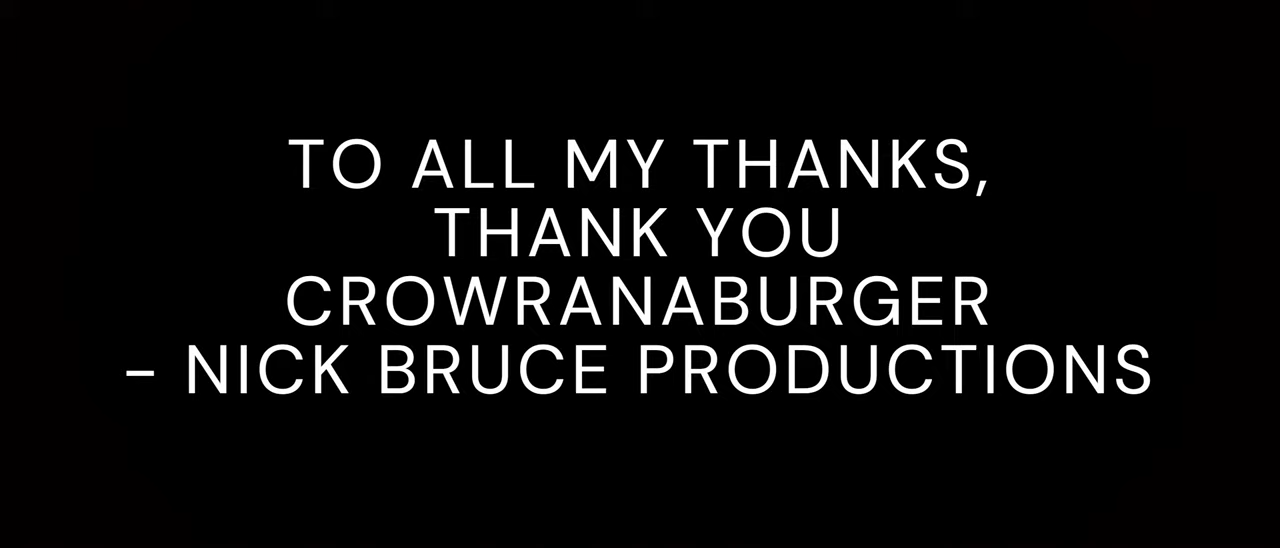 TO ALL MY THANKS,
THANK YOU
CROWRANABURGER
- NICK BRUCE PRODUCTIONS